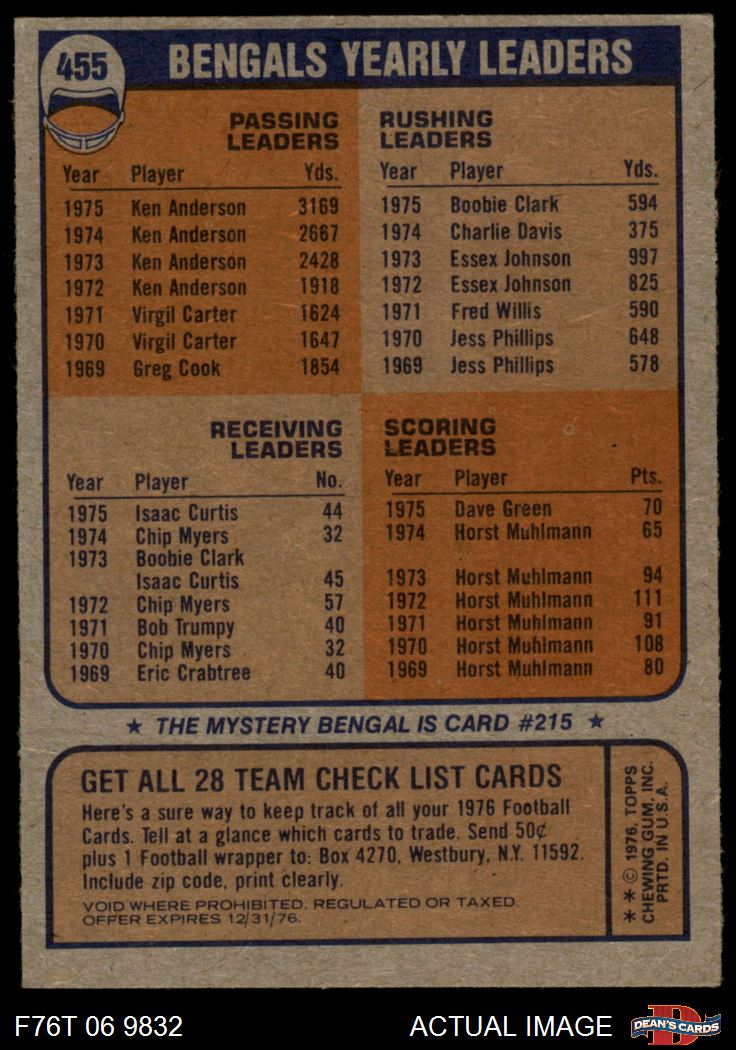 455
BENGALS YEARLY LEADERS
PASSING
LEADERS
Year Player Yds.
1975 Ken Anderson 3169
1974 Ken Anderson 2667
1973 Ken Anderson 2428
1972 Ken Anderson 1918
1971 Virgil Carter 1624
1970 Virgil Carter 1647
1969 Greg Cook 1854
RUSHING
LEADERS
Year Player Yds.
1975 Boobie Clark 594
1974 Charlie Davis 375
1973 Essex Johnson 997
1972 Essex Johnson 825
1971 Fred Willis 590
1970 Jess Phillips 648
1969 Jess Phillips 578
RECEIVING
LEADERS
Year Player No.
1975 Isaac Curtis 44
1974 Chip Myers 32
1973 Boobie Clark
Isaac Curtis 45
1972 Chip Myers 57
1971 Bob Trumpy 40
1970 Chip Myers 32
1969 Eric Crabtree 40
SCORING
LEADERS
Year Player Pts.
1975 Dave Green 70
1974 Horst Muhlmann 65
1973 Horst Muhlmann 94
1972 Horst Muhlmann 111
1971 Horst Muhlmann 91
1970 Horst Muhlmann 108
1969 Horst Muhlmann 80
★ THE MYSTERY BENGAL IS CARD #215 ★
GET ALL 28 TEAM CHECK LIST CARDS
Here's a sure way to keep track of all your 1976 Football
Cards. Tell at a glance which cards to trade. Send 50¢
plus 1 Football wrapper to: Box 4270, Westbury, N.Y. 11592.
Include zip code, print clearly.
VOID WHERE PROHIBITED, REGULATED OR TAXED.
OFFER EXPIRES 12/31/76.
* * © 1976, TOPPS
CHEWING GUM, INC.
PRTD. IN U.S.A.
F76T 06 9832
ACTUAL IMAGE
D
DEAN'S CARDS